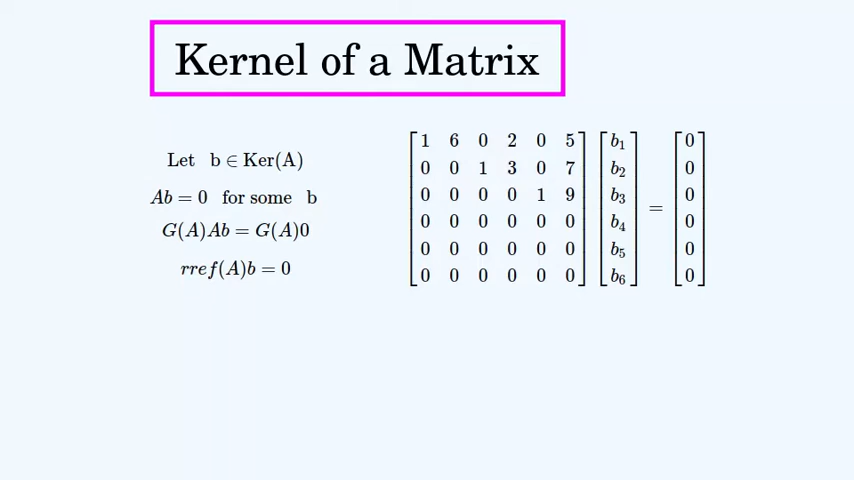 Kernel of a Matrix
Let b ∈ Ker(A)
Ab = 0 for some b
G(A)Ab = G(A)0
rref(A)b = 0
1 6 0 2 0 5 b₁ 0
0 0 1 3 0 7 b₂ 0
0 0 0 0 1 9 b₃ = 0
0 0 0 0 0 0 b₄ 0
0 0 0 0 0 0 b₅ 0
0 0 0 0 0 0 b₆ 0